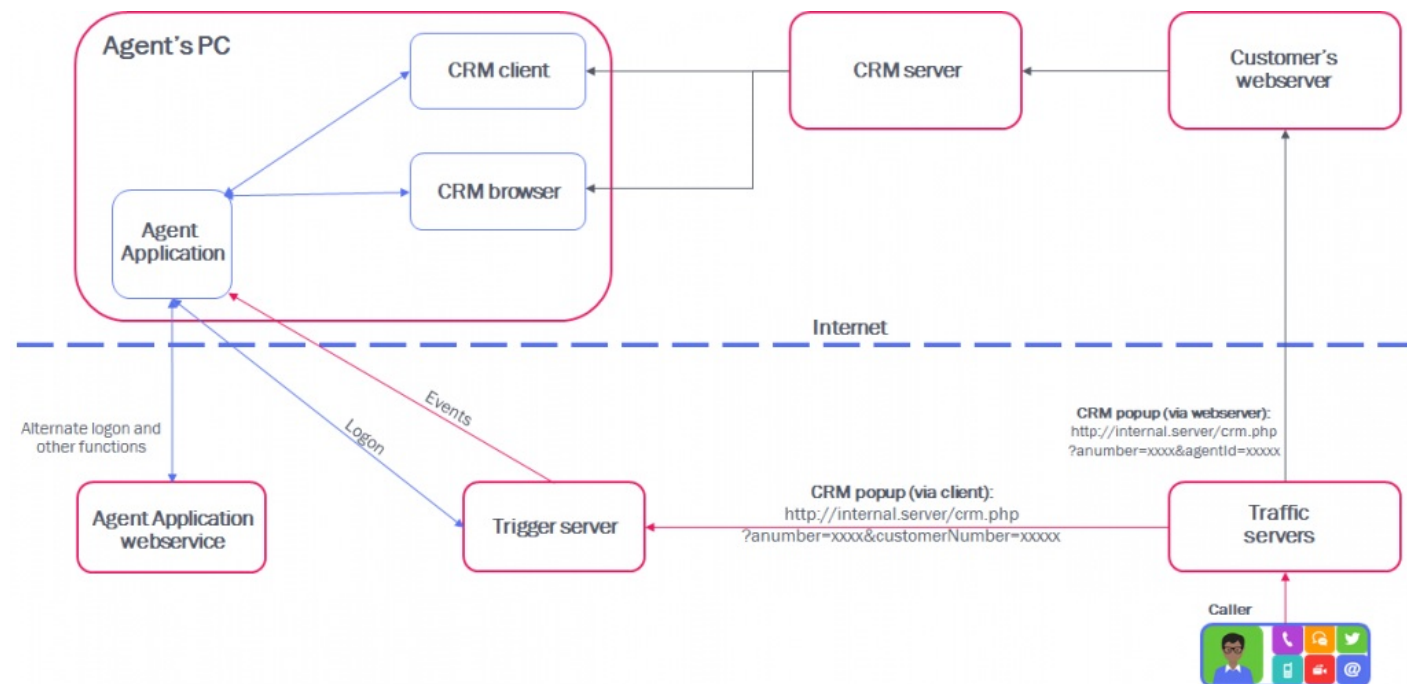 Agent's PC
CRM client
CRM server
Customer's
webserver
CRM browser
Agent
Application
Internet
Events
Logon
Alternate logon and
other functions
CRM popup (via webserver):
http://internal.server/crm.php
?anumber=xxxx&agentId=xxxxx
CRM popup (via client):
http://internal.server/crm.php
?anumber=xxxx&customerNumber=xxxxx
Agent Application
webservice
Trigger server
Traffic
servers
Caller
@